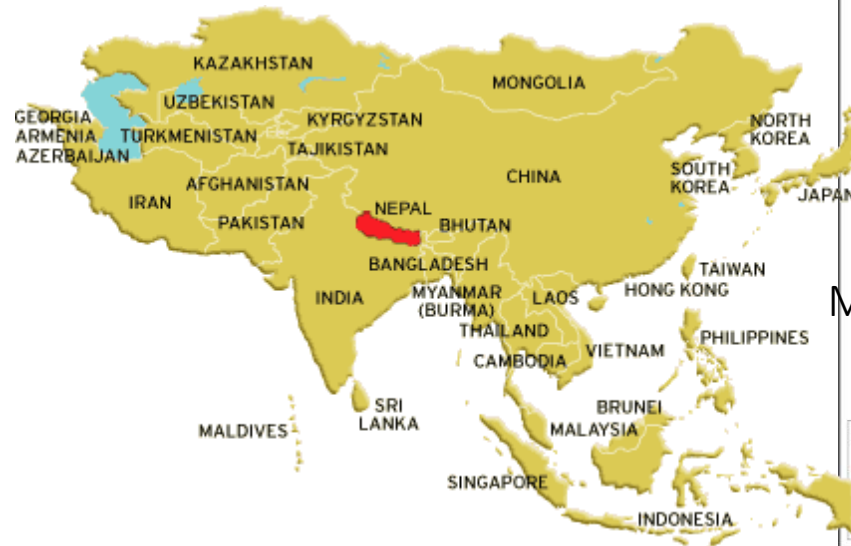 KAZAKHSTAN
MONGOLIA
UZBEKISTAN
GEORGIA
ARMENIA
AZERBAIJAN
TURKMENISTAN
KYRGYZSTAN
NORTH
KOREA
TAJIKISTAN
SOUTH
KOREA
CHINA
JAPAN
AFGHANISTAN
IRAN
NEPAL
PAKISTAN
BHUTAN
BANGLADESH
TAIWAN
INDIA
MYANMAR
(BURMA)
LAOS
HONG KONG
M
THAILAND
PHILIPPINES
CAMBODIA
VIETNAM
SRI
LANKA
BRUNEI
MALDIVES
MALAYSIA
SINGAPORE
INDONESIA